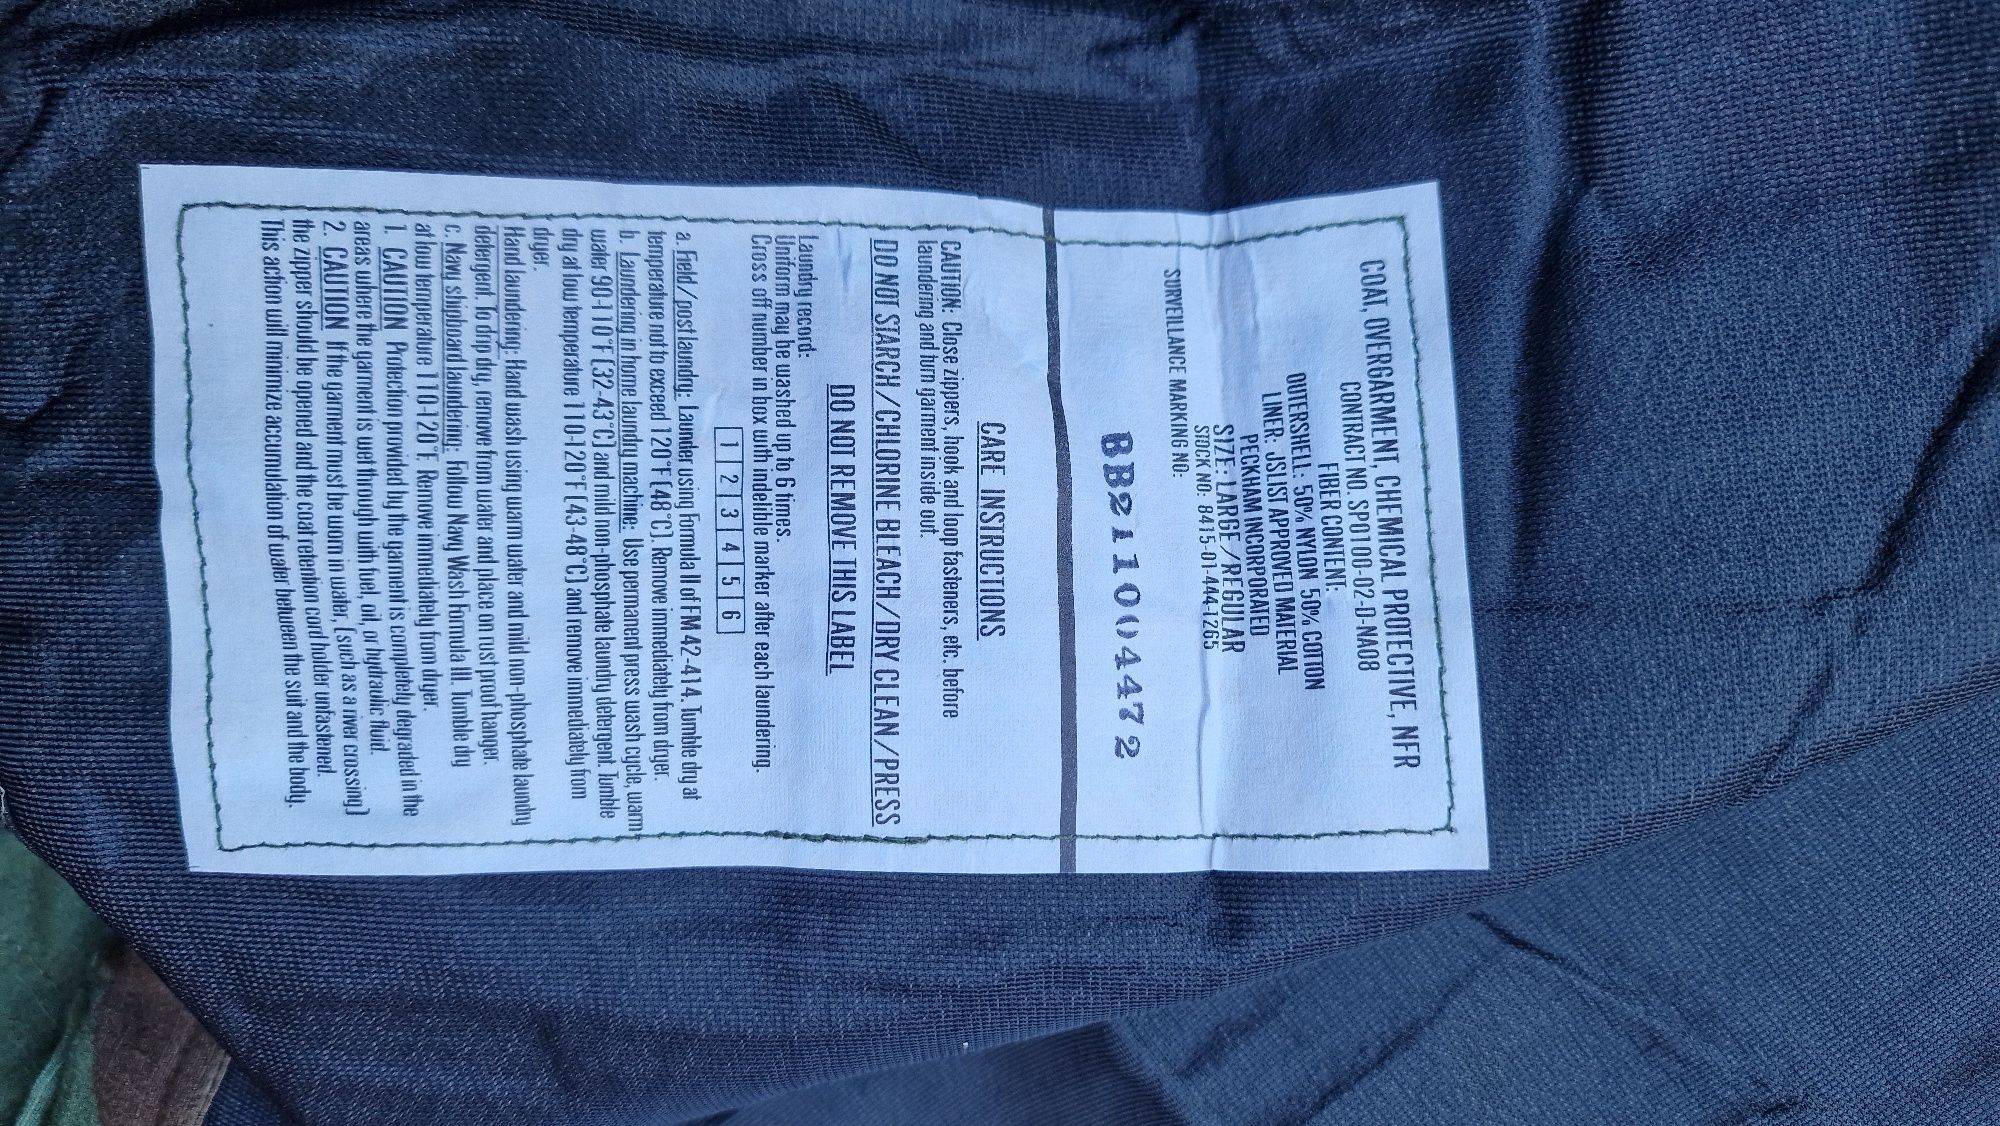 COAT, OVERGARMENT, CHEMICAL PROTECTIVE, NFR
CONTRACT NO. SPO100-02-D-NA08
FIBER CONTENT:
OUTERSHELL: 50% NYLON 50% COTTON
LINER: JSLIST APPROVED MATERIAL
PECKHAM INCORPORATED
SIZE: LARGE/REGULAR
STOCK NO: 8415-01-444-1265
SURVEILLANCE MARKING NO:
BB211004472
CARE INSTRUCTIONS
CAUTION: Close zippers, hook and loop fasteners, etc. before
laundering and turn garment inside out.
DO NOT STARCH/CHLORINE BLEACH/DRY CLEAN/PRESS
DO NOT REMOVE THIS LABEL
Laundry record:
Uniform may be washed up to 6 times.
Cross off number in box with indelible marker after each laundering.
1 2 3 4 5 6
a. Field/post laundry: Launder using Formula II of FM 42-414. Tumble dry at
temperature not to exceed 120°F (48°C). Remove immediately from dryer.
b. Laundering in home laundry machine: Use permanent press wash cycle, warm
water 90-110°F (32-43°C) and mild non-phosphate laundry detergent. Tumble
dry at low temperature 110-120°F (43-48°C) and remove immediately from
dryer.
Hand laundering: Hand wash using warm water and mild non-phosphate laundry
detergent. To drip dry, remove from water and place on rust proof hanger.
c. Navy shipboard laundering: Follow Navy Wash Formula III. Tumble dry
at low temperature 110-120°F. Remove immediately from dryer.
1. CAUTION Protection provided by the garment is completely degraded in the
areas where the garment is wet through with fuel, oil, or hydraulic fluid.
2. CAUTION If the garment must be worn in water, (such as a river crossing)
the zipper should be opened and the coat retention cord holder unfastened.
This action will minimize accumulation of water between the suit and the body.